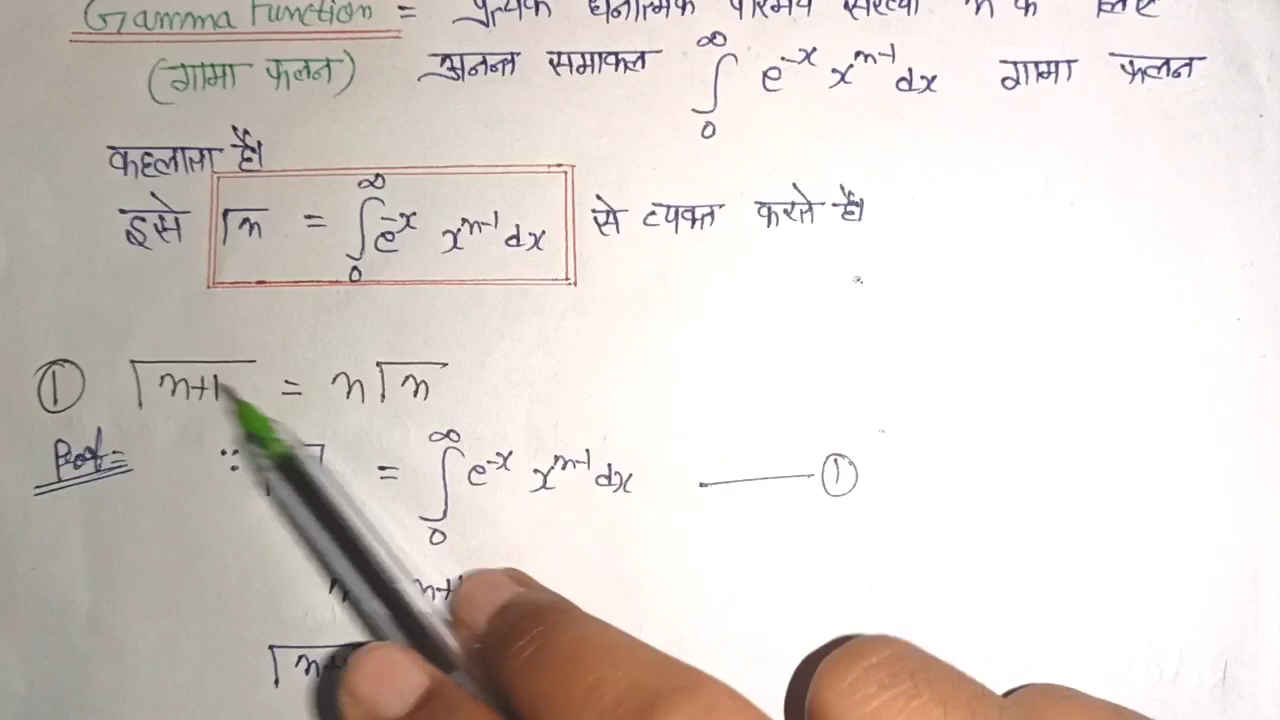 Gamma Function = प्रत्येक धनात्मक परिमेय संख्या n के लिए
(गामा फलन) अनन्त समाकल ∫₀^∞ e^{-x} x^{n-1} dx गामा फलन
कहलाता है।
इसे Γn = ∫₀^∞ e^{-x} x^{n-1} dx से व्यक्त करते हैं।
① Γ(n+1) = n Γn
Proof= ∵ = ∫₀^∞ e^{-x} x^{n-1} dx —— ①